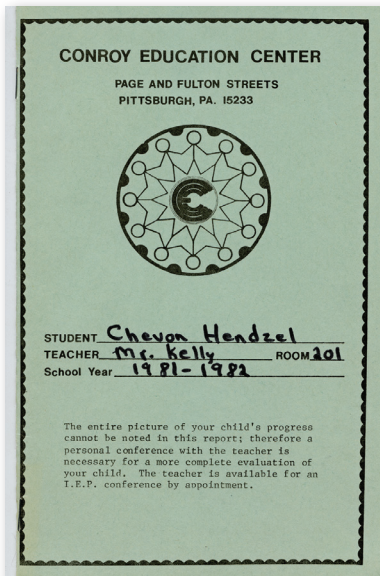 CONROY EDUCATION CENTER
PAGE AND FULTON STREETS
PITTSBURGH, PA. 15233
STUDENT Chevon Hendzel
TEACHER Mr. Kelly ROOM 201
School Year 1981-1982
The entire picture of your child's progress
cannot be noted in this report; therefore a
personal conference with the teacher is
necessary for a more complete evaluation of
your child. The teacher is available for an
I.E.P. conference by appointment.